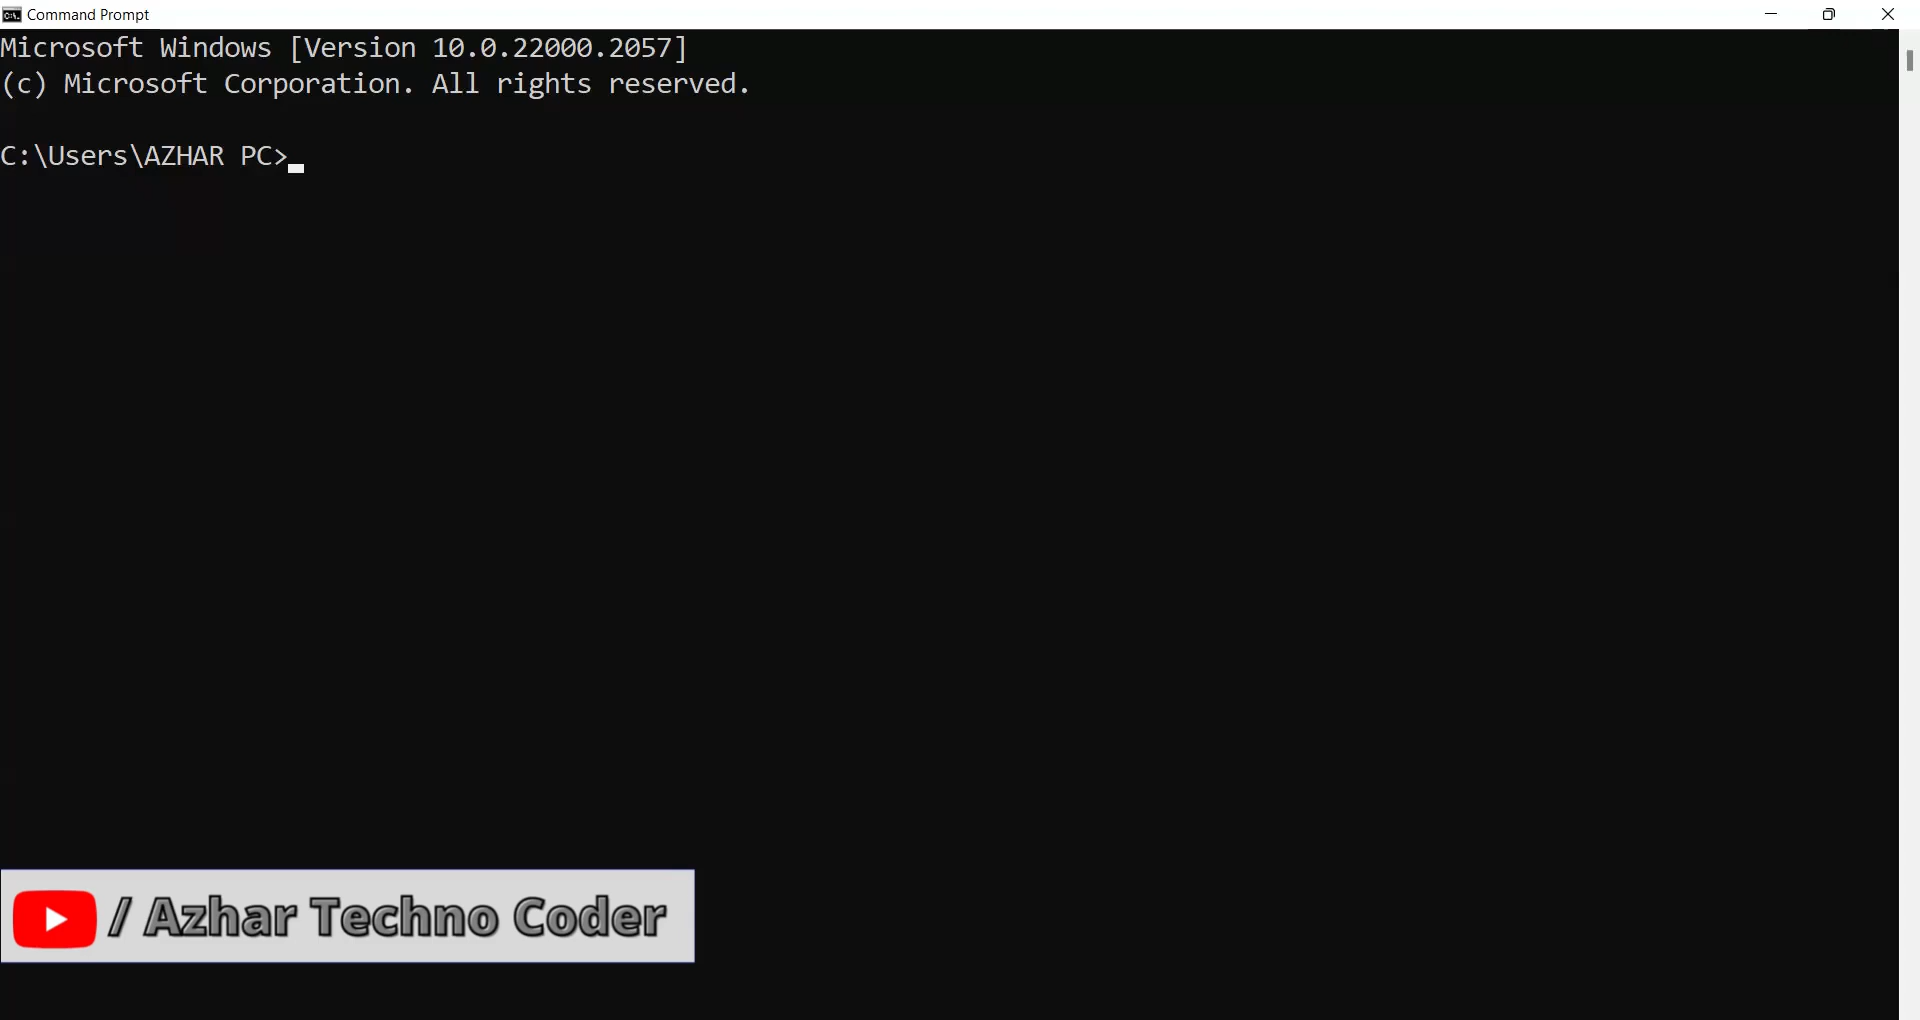 Command Prompt
Microsoft Windows [Version 10.0.22000.2057]
(c) Microsoft Corporation. All rights reserved.
C:\Users\AZHAR PC>
/ Azhar Techno Coder